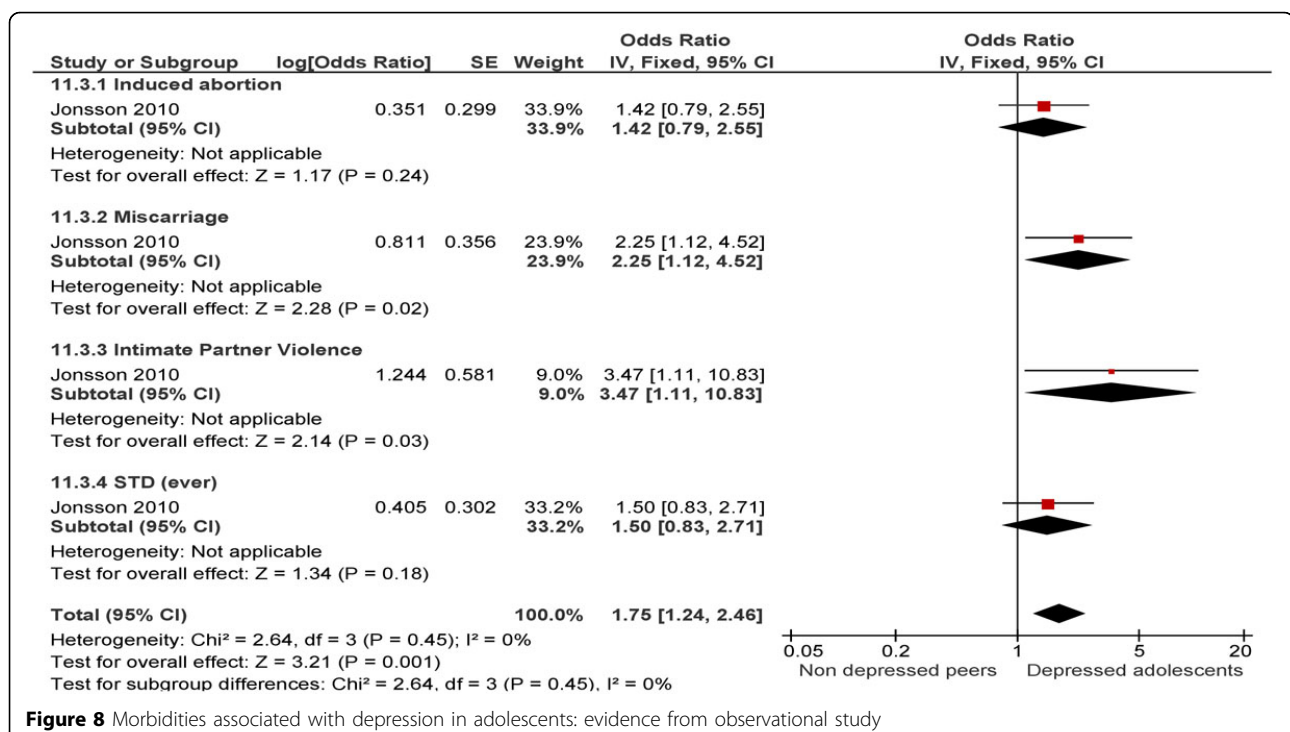 Odds Ratio Odds Ratio
Study or Subgroup log[Odds Ratio] SE Weight IV, Fixed, 95% CI IV, Fixed, 95% CI
11.3.1 Induced abortion
Jonsson 2010 0.351 0.299 33.9% 1.42 [0.79, 2.55]
Subtotal (95% CI) 33.9% 1.42 [0.79, 2.55]
Heterogeneity: Not applicable
Test for overall effect: Z = 1.17 (P = 0.24)
11.3.2 Miscarriage
Jonsson 2010 0.811 0.356 23.9% 2.25 [1.12, 4.52]
Subtotal (95% CI) 23.9% 2.25 [1.12, 4.52]
Heterogeneity: Not applicable
Test for overall effect: Z = 2.28 (P = 0.02)
11.3.3 Intimate Partner Violence
Jonsson 2010 1.244 0.581 9.0% 3.47 [1.11, 10.83]
Subtotal (95% CI) 9.0% 3.47 [1.11, 10.83]
Heterogeneity: Not applicable
Test for overall effect: Z = 2.14 (P = 0.03)
11.3.4 STD (ever)
Jonsson 2010 0.405 0.302 33.2% 1.50 [0.83, 2.71]
Subtotal (95% CI) 33.2% 1.50 [0.83, 2.71]
Heterogeneity: Not applicable
Test for overall effect: Z = 1.34 (P = 0.18)
Total (95% CI) 100.0% 1.75 [1.24, 2.46]
Heterogeneity: Chi² = 2.64, df = 3 (P = 0.45); I² = 0%
Test for overall effect: Z = 3.21 (P = 0.001)
Test for subgroup differences: Chi² = 2.64, df = 3 (P = 0.45), I² = 0%
0.05 0.2 1 5 20
Non depressed peers Depressed adolescents
Figure 8 Morbidities associated with depression in adolescents: evidence from observational study